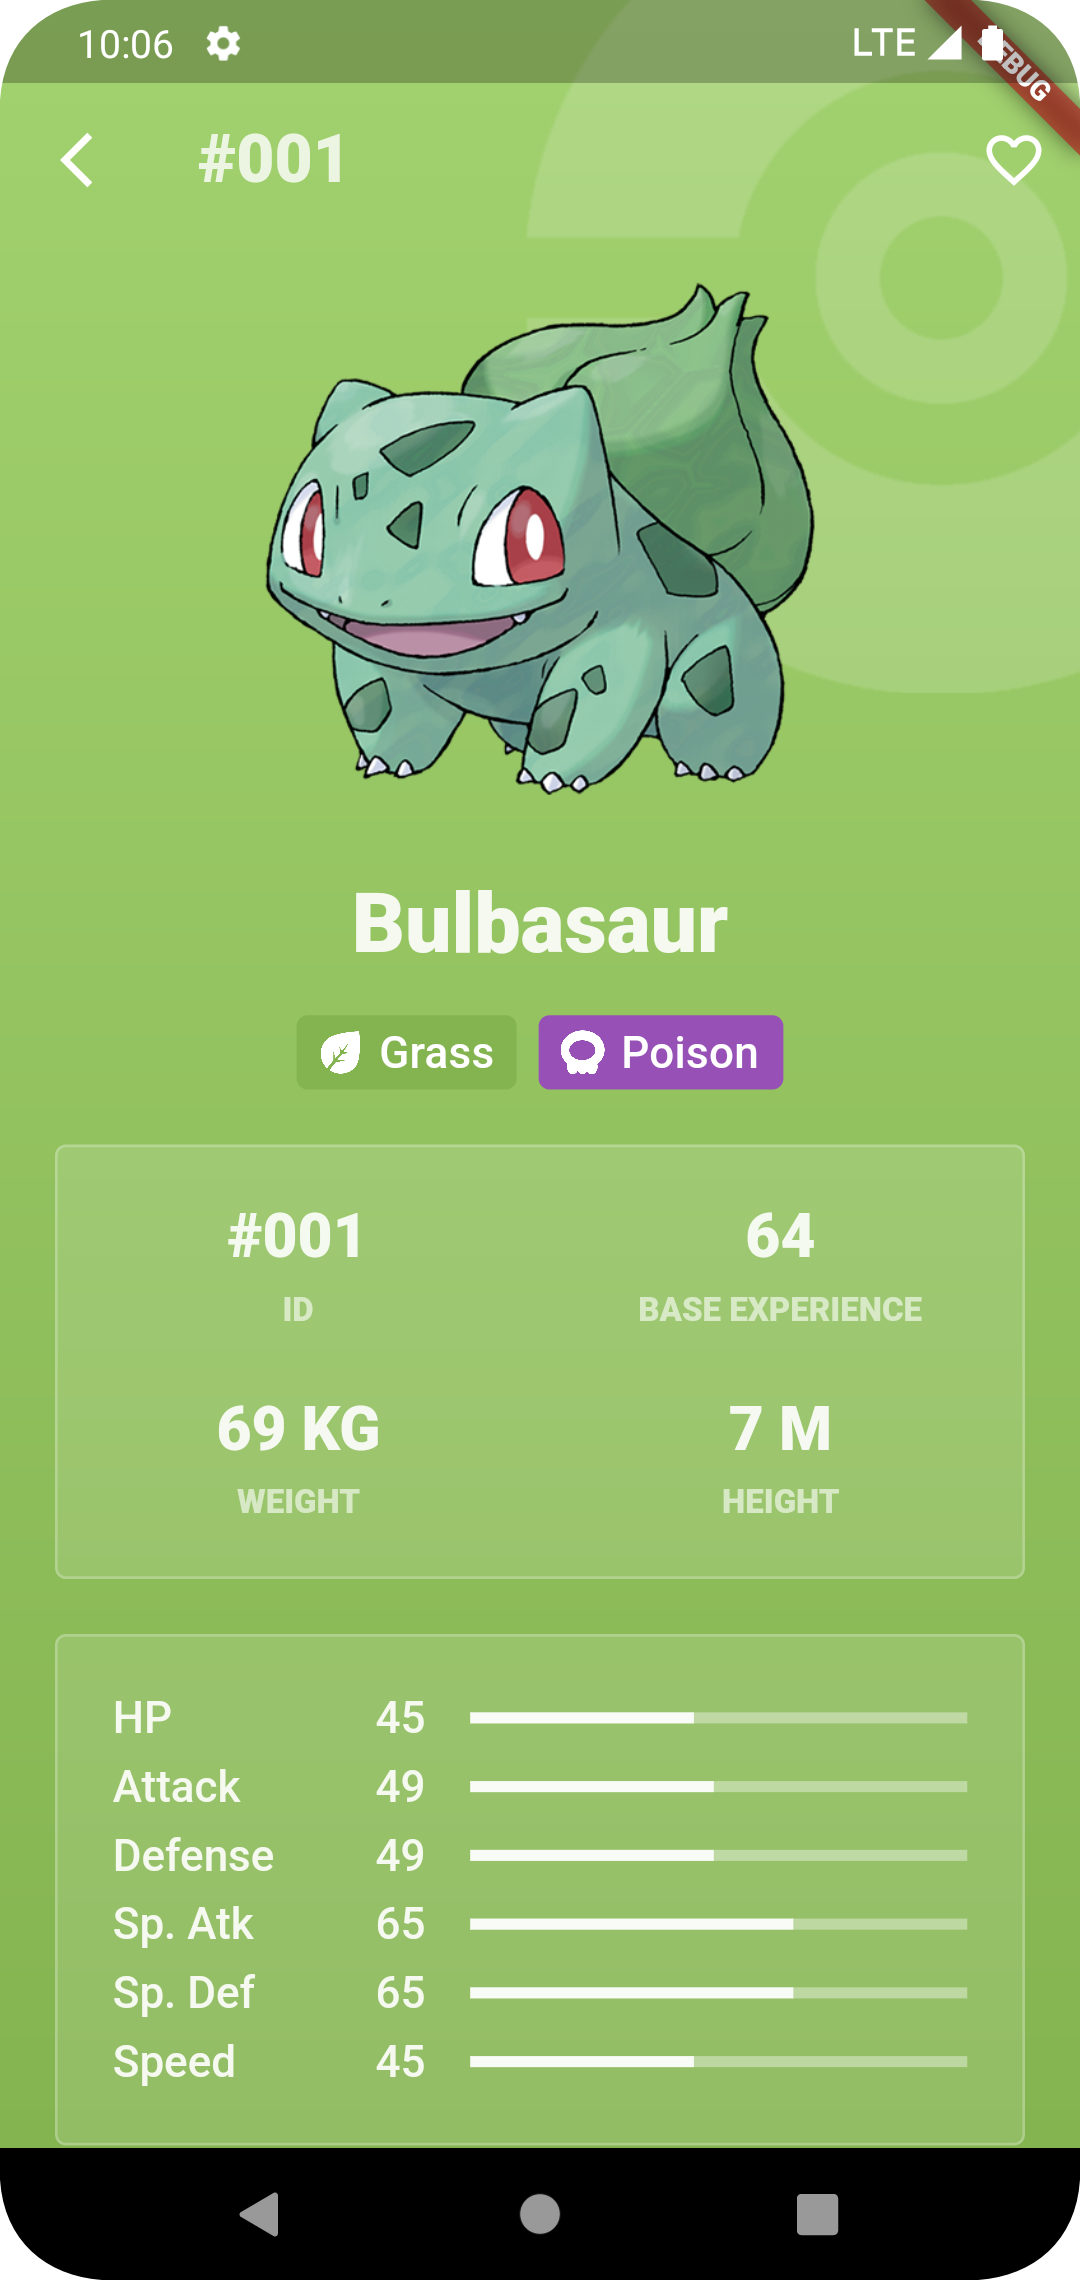 10:06
LTE
DEBUG
#001
Bulbasaur
Grass
Poison
#001
64
ID
BASE EXPERIENCE
69 KG
7 M
WEIGHT
HEIGHT
HP 45
Attack 49
Defense 49
Sp. Atk 65
Sp. Def 65
Speed 45